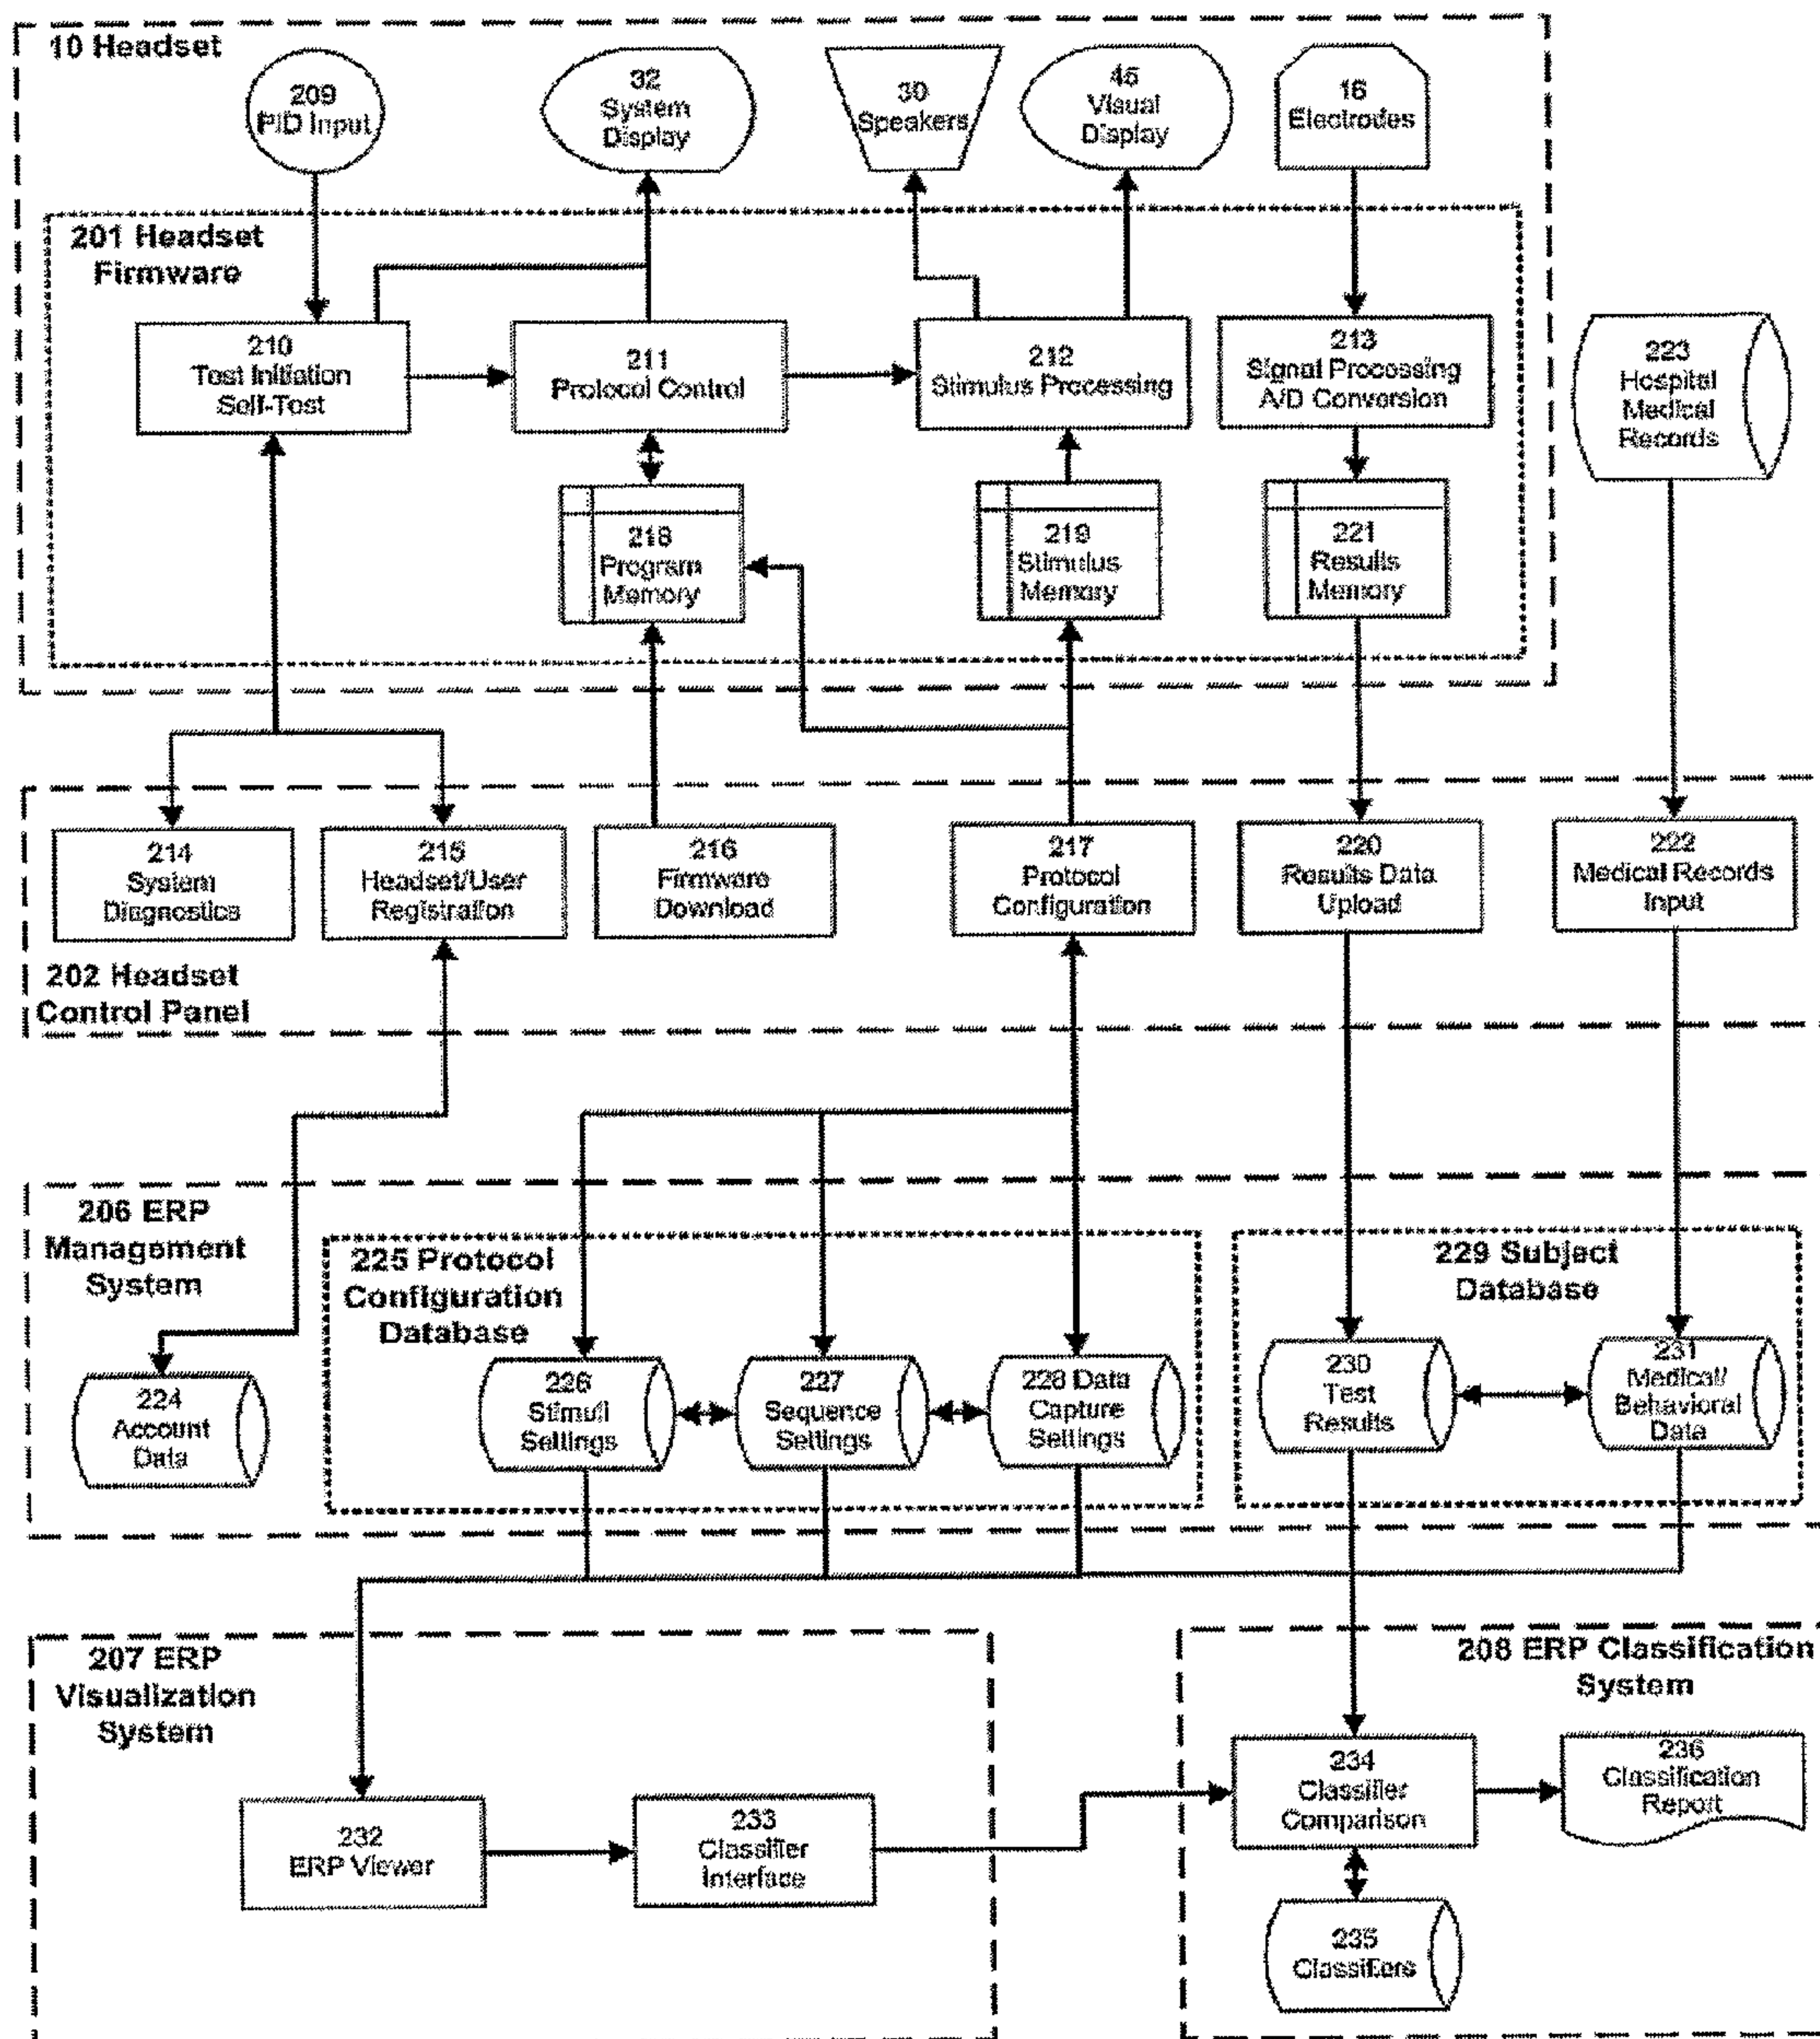 10 Headset
209
PID Input
32
System
Display
30
Speakers
45
Visual
Display
16
Electrodes
201 Headset
Firmware
210
Test Initiation
Self-Test
211
Protocol Control
212
Stimulus Processing
213
Signal Processing
A/D Conversion
223
Hospital
Medical
Records
218
Program
Memory
219
Stimulus
Memory
221
Results
Memory
214
System
Diagnostics
215
Headset/User
Registration
216
Firmware
Download
217
Protocol
Configuration
220
Results Data
Upload
222
Medical Records
Input
202 Headset
Control Panel
206 ERP
Management
System
225 Protocol
Configuration
Database
229 Subject
Database
224
Account
Data
226
Stimuli
Settings
227
Sequence
Settings
228 Data
Capture
Settings
230
Test
Results
231
Medical/
Behavioral
Data
207 ERP
Visualization
System
208 ERP Classification
System
232
ERP Viewer
233
Classifier
Interface
234
Classifier
Comparison
236
Classification
Report
235
Classifiers